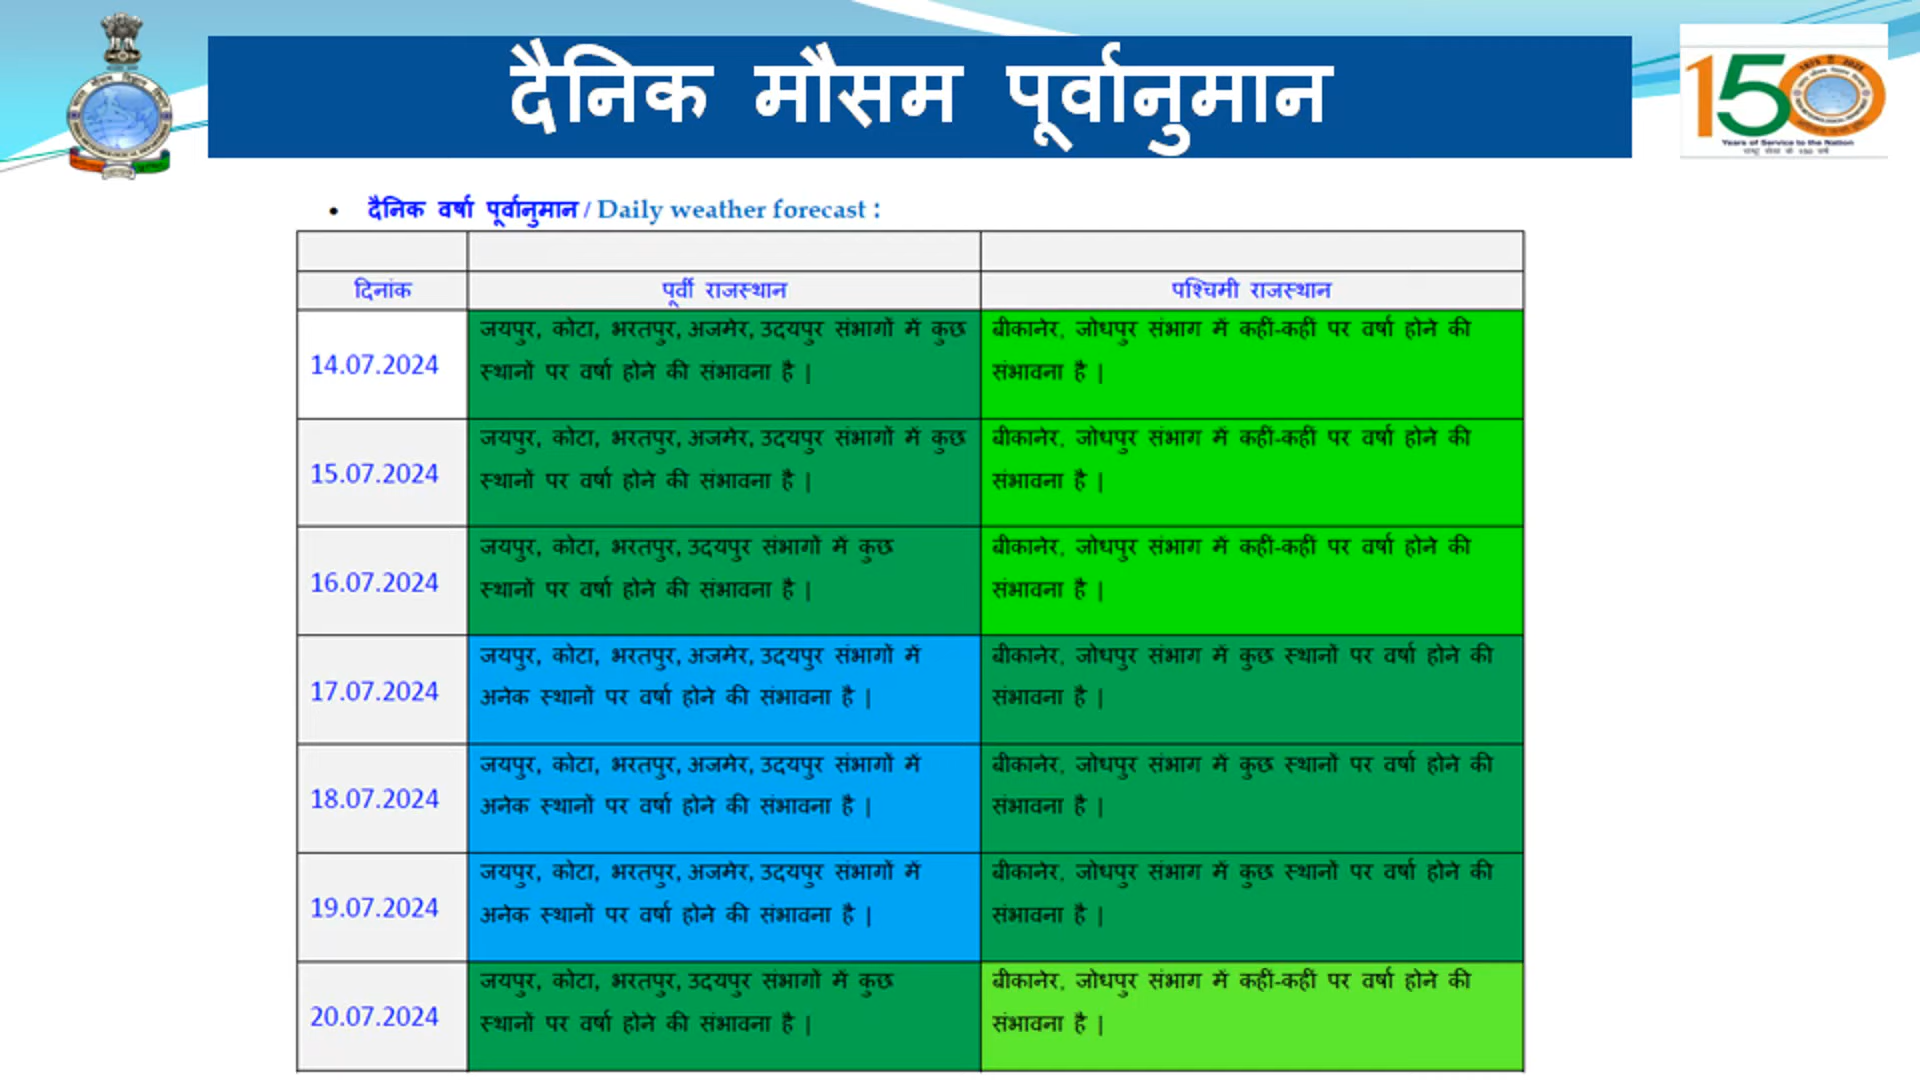 दैनिक मौसम पूर्वानुमान
150
Years of Service to the Nation
• दैनिक वर्षा पूर्वानुमान / Daily weather forecast :
दिनांक पूर्वी राजस्थान पश्चिमी राजस्थान
14.07.2024
जयपुर, कोटा, भरतपुर, अजमेर, उदयपुर संभागों में कुछ
स्थानों पर वर्षा होने की संभावना है |
बीकानेर, जोधपुर संभाग में कहीं-कहीं पर वर्षा होने की
संभावना है |
15.07.2024
जयपुर, कोटा, भरतपुर, अजमेर, उदयपुर संभागों में कुछ
स्थानों पर वर्षा होने की संभावना है |
बीकानेर, जोधपुर संभाग में कहीं-कहीं पर वर्षा होने की
संभावना है |
16.07.2024
जयपुर, कोटा, भरतपुर, उदयपुर संभागों में कुछ
स्थानों पर वर्षा होने की संभावना है |
बीकानेर, जोधपुर संभाग में कहीं-कहीं पर वर्षा होने की
संभावना है |
17.07.2024
जयपुर, कोटा, भरतपुर, अजमेर, उदयपुर संभागों में
अनेक स्थानों पर वर्षा होने की संभावना है |
बीकानेर, जोधपुर संभाग में कुछ स्थानों पर वर्षा होने की
संभावना है |
18.07.2024
जयपुर, कोटा, भरतपुर, अजमेर, उदयपुर संभागों में
अनेक स्थानों पर वर्षा होने की संभावना है |
बीकानेर, जोधपुर संभाग में कुछ स्थानों पर वर्षा होने की
संभावना है |
19.07.2024
जयपुर, कोटा, भरतपुर, अजमेर, उदयपुर संभागों में
अनेक स्थानों पर वर्षा होने की संभावना है |
बीकानेर, जोधपुर संभाग में कुछ स्थानों पर वर्षा होने की
संभावना है |
20.07.2024
जयपुर, कोटा, भरतपुर, उदयपुर संभागों में कुछ
स्थानों पर वर्षा होने की संभावना है |
बीकानेर, जोधपुर संभाग में कहीं-कहीं पर वर्षा होने की
संभावना है |